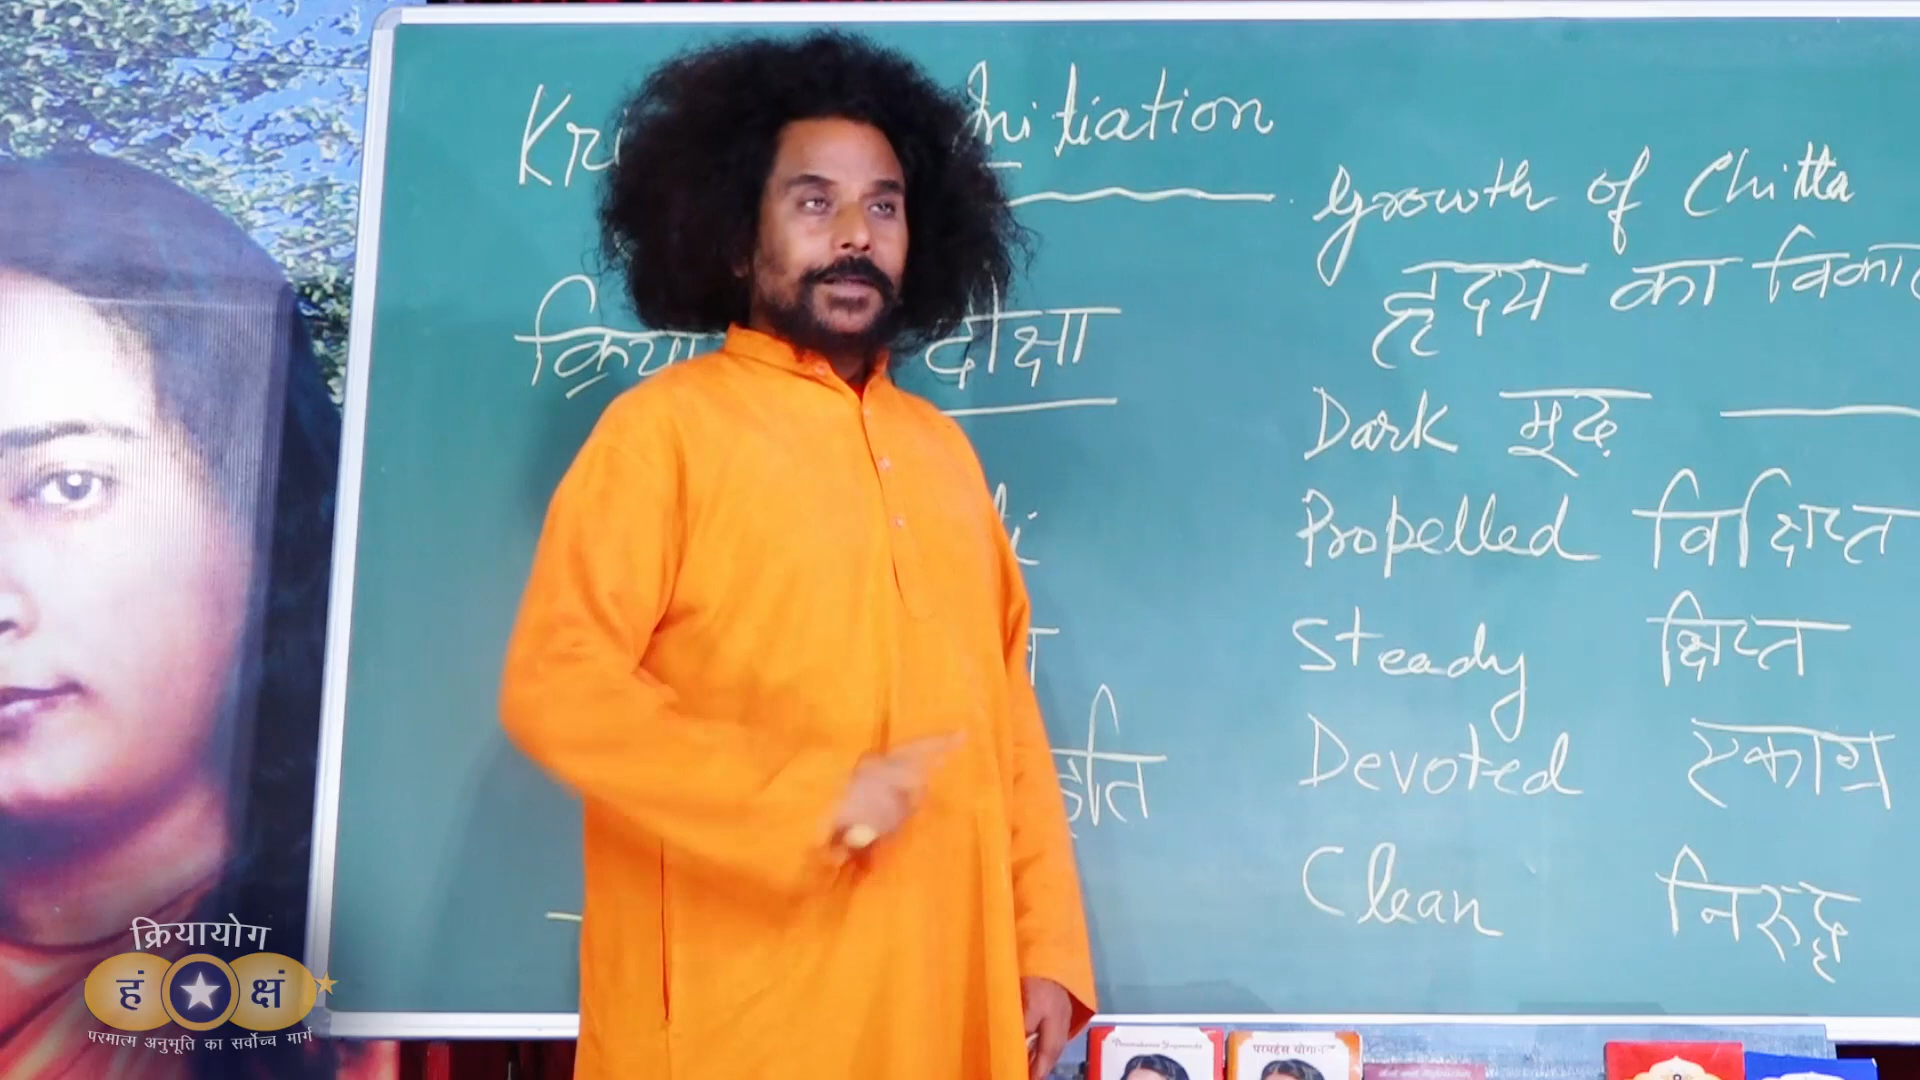 Initiation
Growth of Chitta
हृदय का
दीक्षा
Dark मूढ़
Propelled विक्षिप्त
Steady क्षिप्त
Devoted एकाग्र
Clean निरुद्ध
क्रियायोग
हं क्षं
परमात्म अनुभूति का सर्वोच्च मार्ग